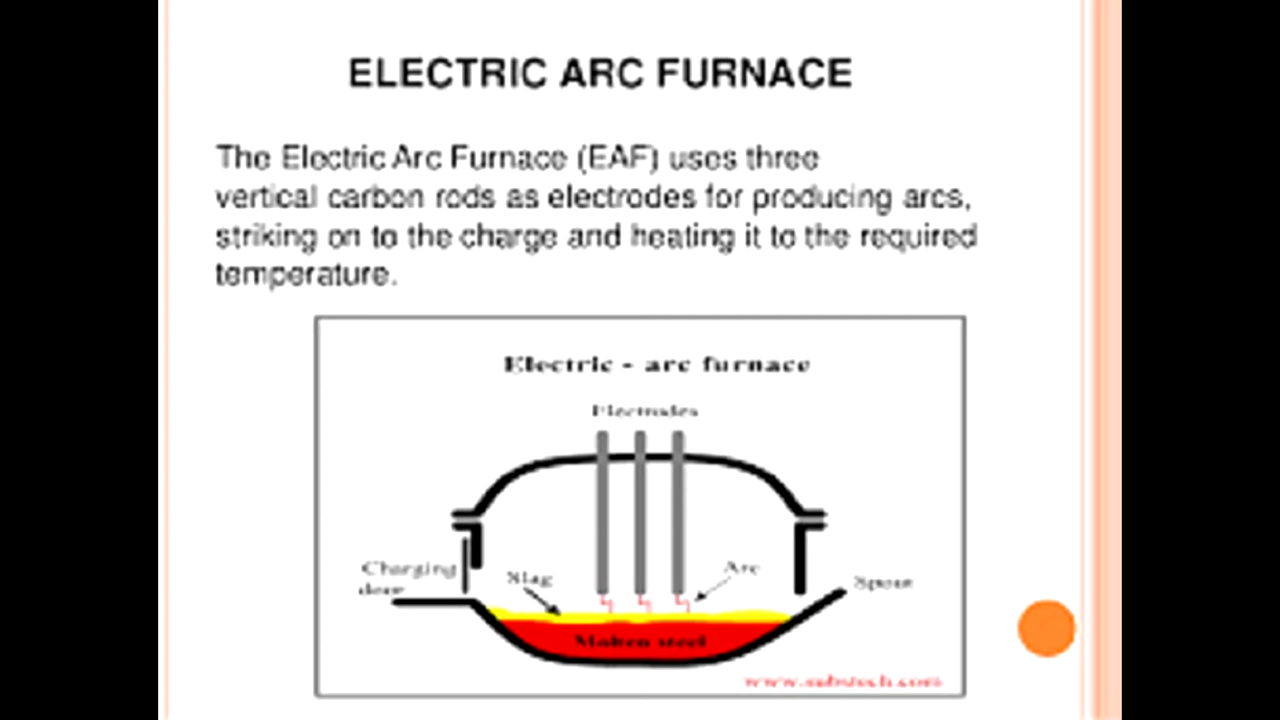 ELECTRIC ARC FURNACE
The Electric Arc Furnace (EAF) uses three
vertical carbon rods as electrodes for producing arcs,
striking on to the charge and heating it to the required
temperature.
Electric - arc furnace
Electrodes
Charging
door
Slag
Arc
Spout
Molten steel
www.substech.com